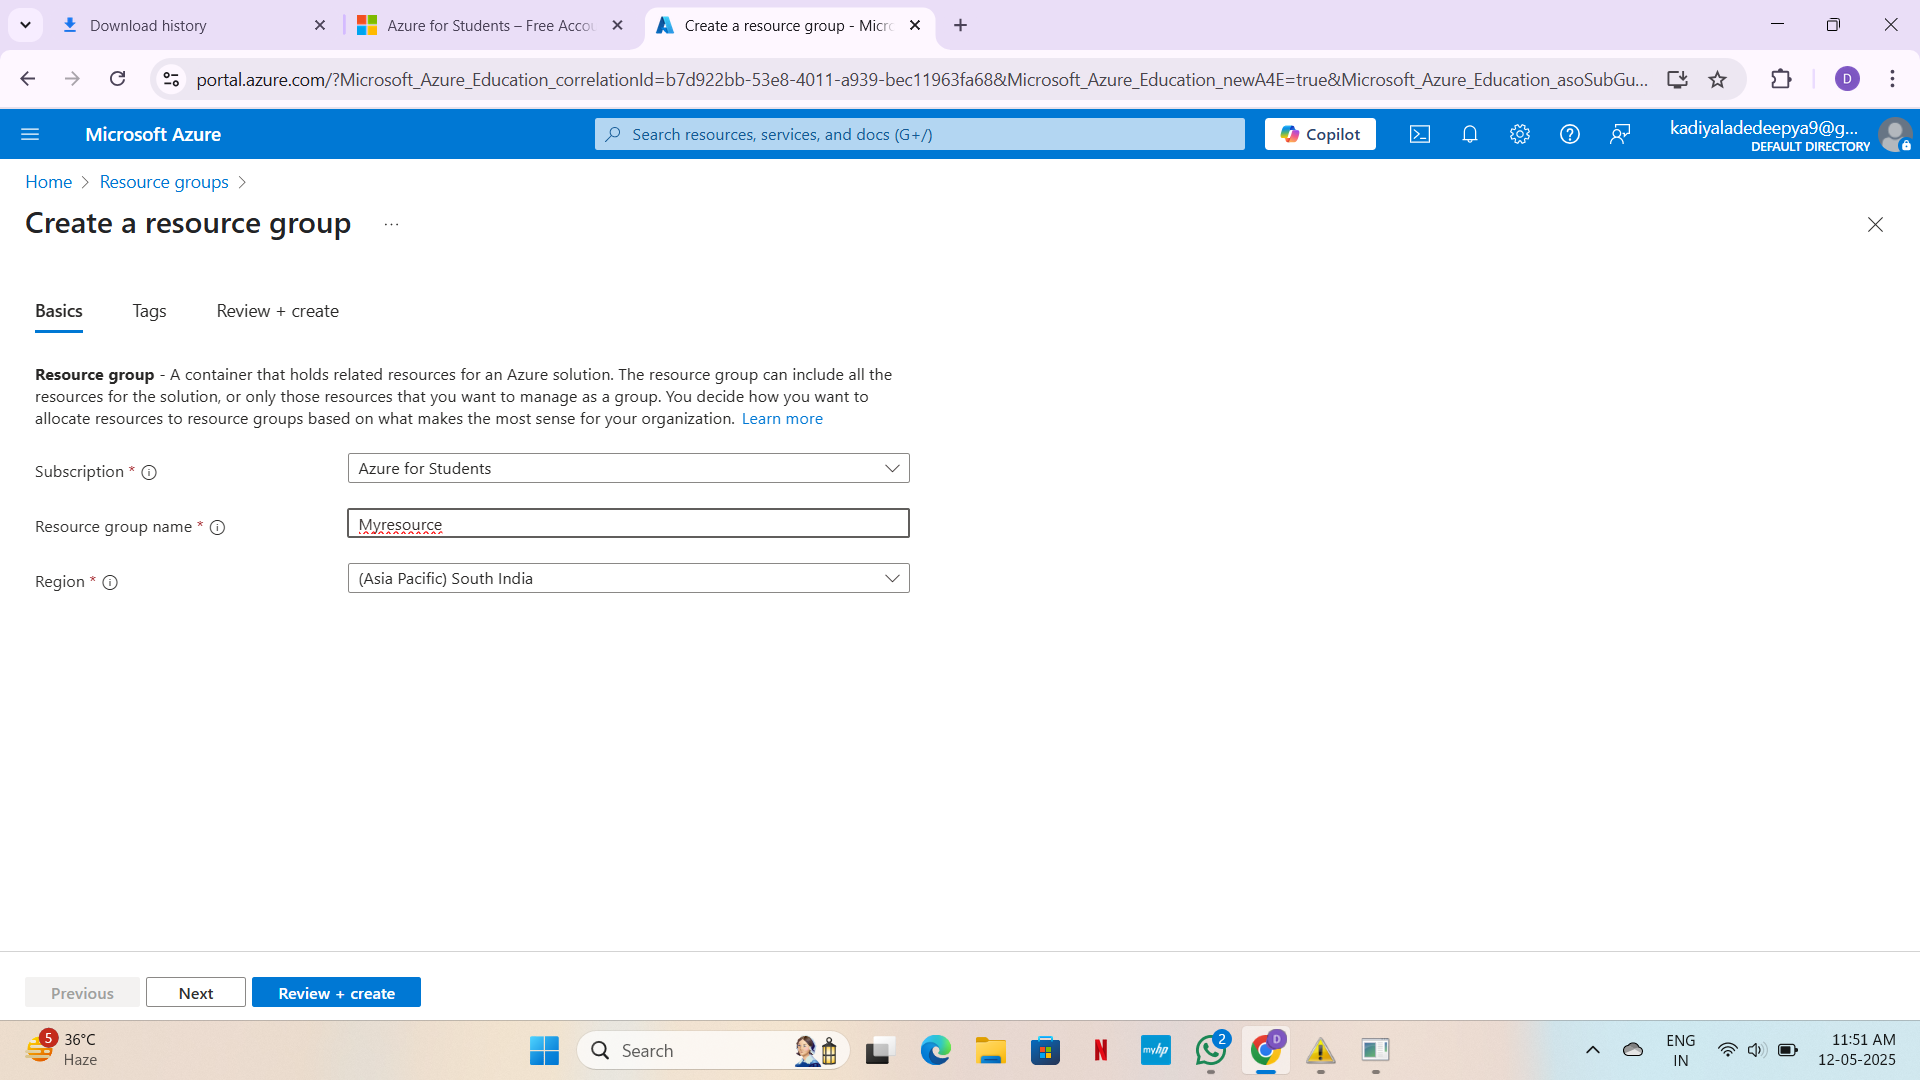 Download history
Azure for Students – Free Accou
Create a resource group - Micro
portal.azure.com/?Microsoft_Azure_Education_correlationId=b7d922bb-53e8-4011-a939-bec11963fa68&Microsoft_Azure_Education_newA4E=true&Microsoft_Azure_Education_asoSubGu...
D
Microsoft Azure
Search resources, services, and docs (G+/)
Copilot
kadiyaladedeepya9@g...
DEFAULT DIRECTORY
Home > Resource groups >
Create a resource group ...
Basics Tags Review + create
Resource group - A container that holds related resources for an Azure solution. The resource group can include all the
resources for the solution, or only those resources that you want to manage as a group. You decide how you want to
allocate resources to resource groups based on what makes the most sense for your organization. Learn more
Subscription * Azure for Students
Resource group name * Myresource
Region * (Asia Pacific) South India
Previous Next Review + create
5
36°C
Haze
Search
N
myhp
2
D
ENG
IN
11:51 AM
12-05-2025